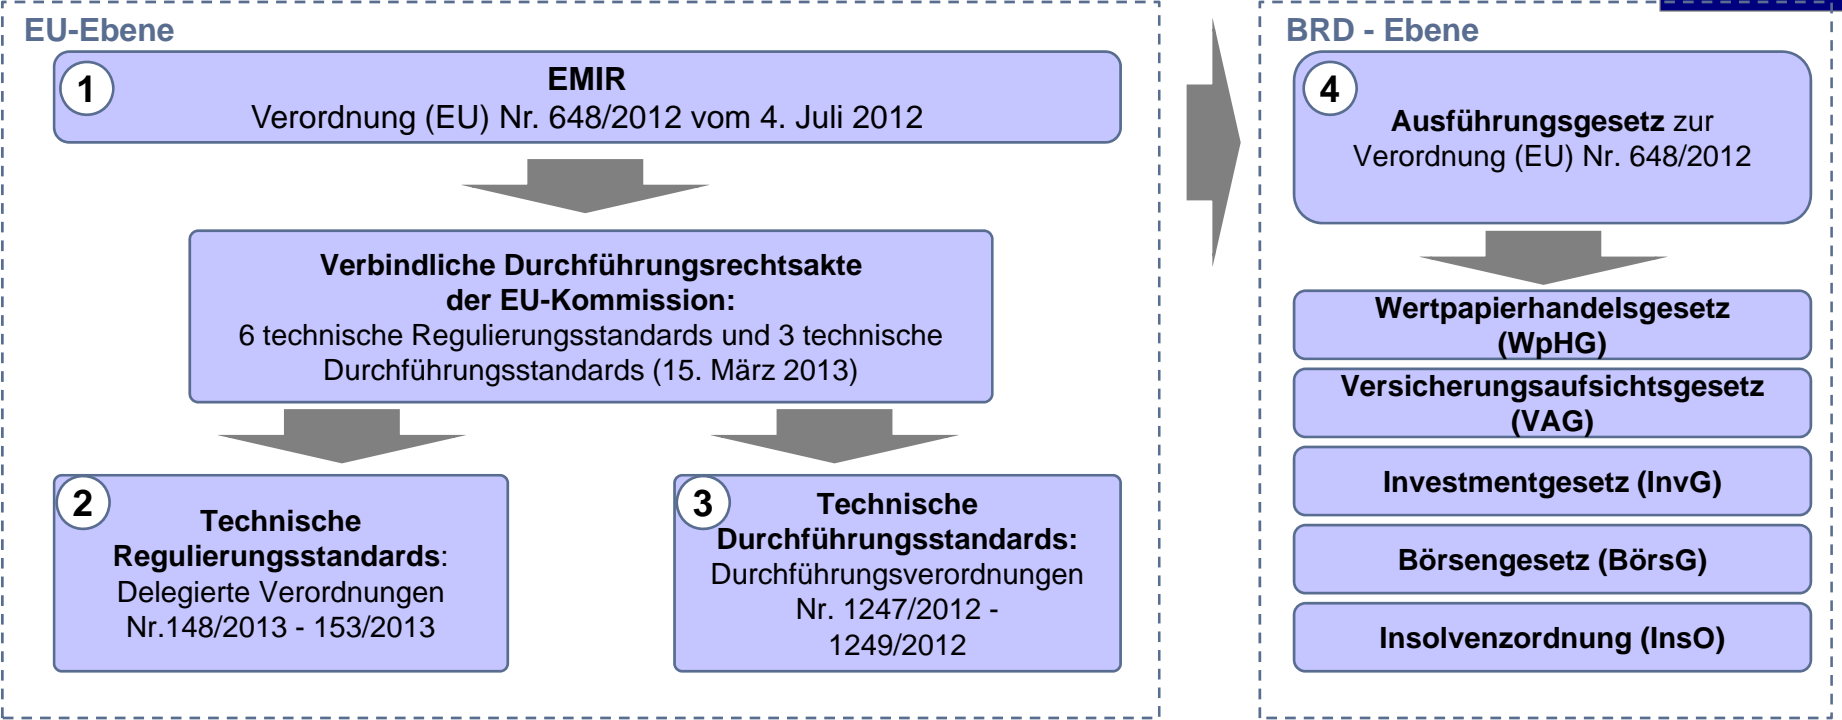 EU-Ebene
1
EMIR
Verordnung (EU) Nr. 648/2012 vom 4. Juli 2012
Verbindliche Durchführungsrechtsakte
der EU-Kommission:
6 technische Regulierungsstandards und 3 technische
Durchführungsstandards (15. März 2013)
2
Technische
Regulierungsstandards:
Delegierte Verordnungen
Nr.148/2013 - 153/2013
3
Technische
Durchführungsstandards:
Durchführungsverordnungen
Nr. 1247/2012 -
1249/2012
BRD - Ebene
4
Ausführungsgesetz zur
Verordnung (EU) Nr. 648/2012
Wertpapierhandelsgesetz
(WpHG)
Versicherungsaufsichtsgesetz
(VAG)
Investmentgesetz (InvG)
Börsengesetz (BörsG)
Insolvenzordnung (InsO)